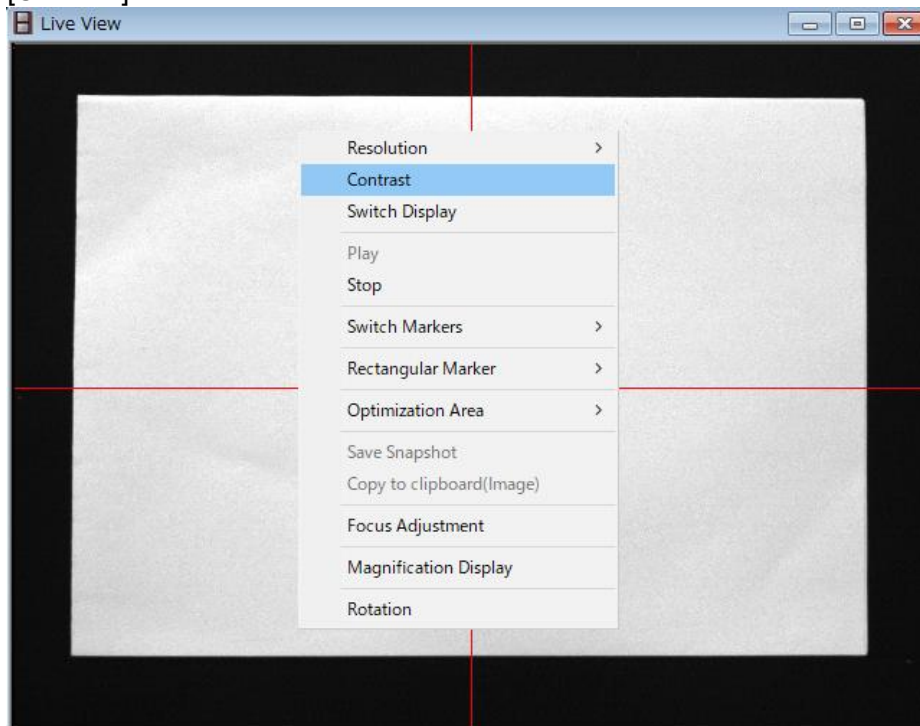 Live View
Resolution
Contrast
Switch Display
Play
Stop
Switch Markers
Rectangular Marker
Optimization Area
Save Snapshot
Copy to clipboard(Image)
Focus Adjustment
Magnification Display
Rotation